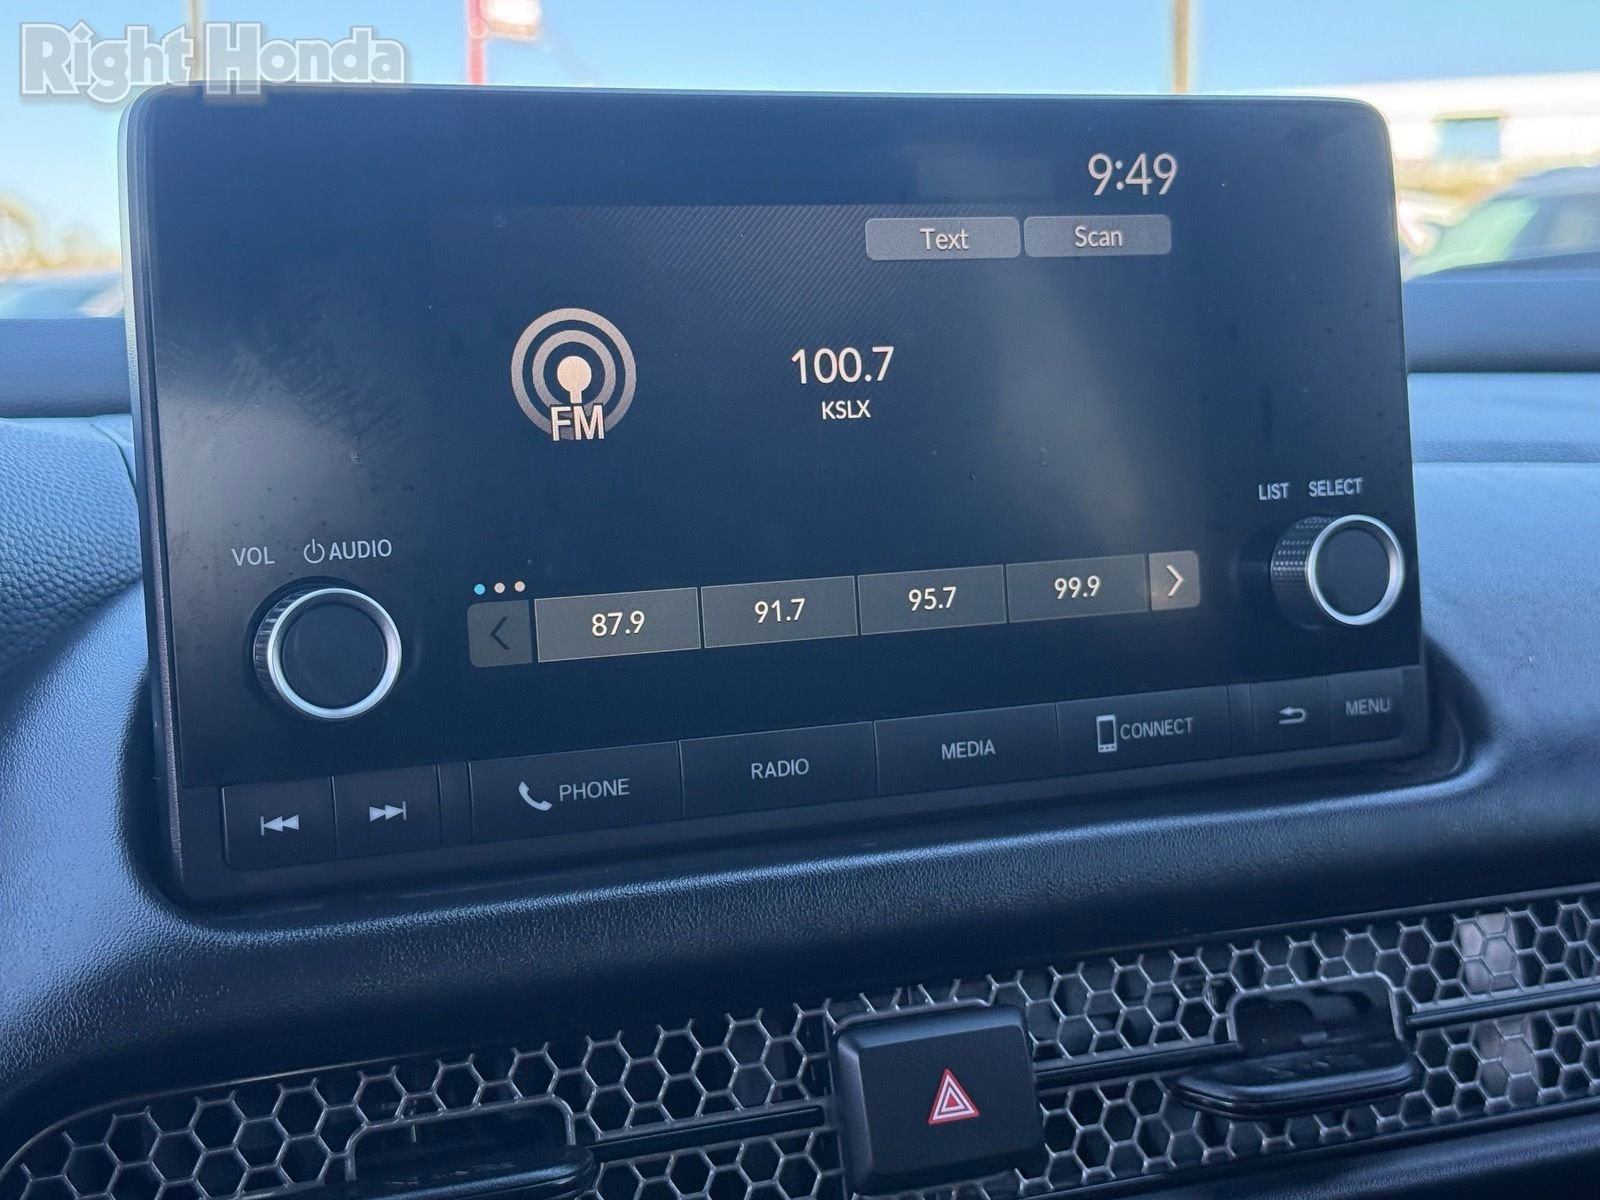 Right Honda
9:49
Text
Scan
FM
100.7
KSLX
LIST SELECT
VOL AUDIO
87.9
91.7
95.7
99.9
PHONE
RADIO
MEDIA
CONNECT
MENU